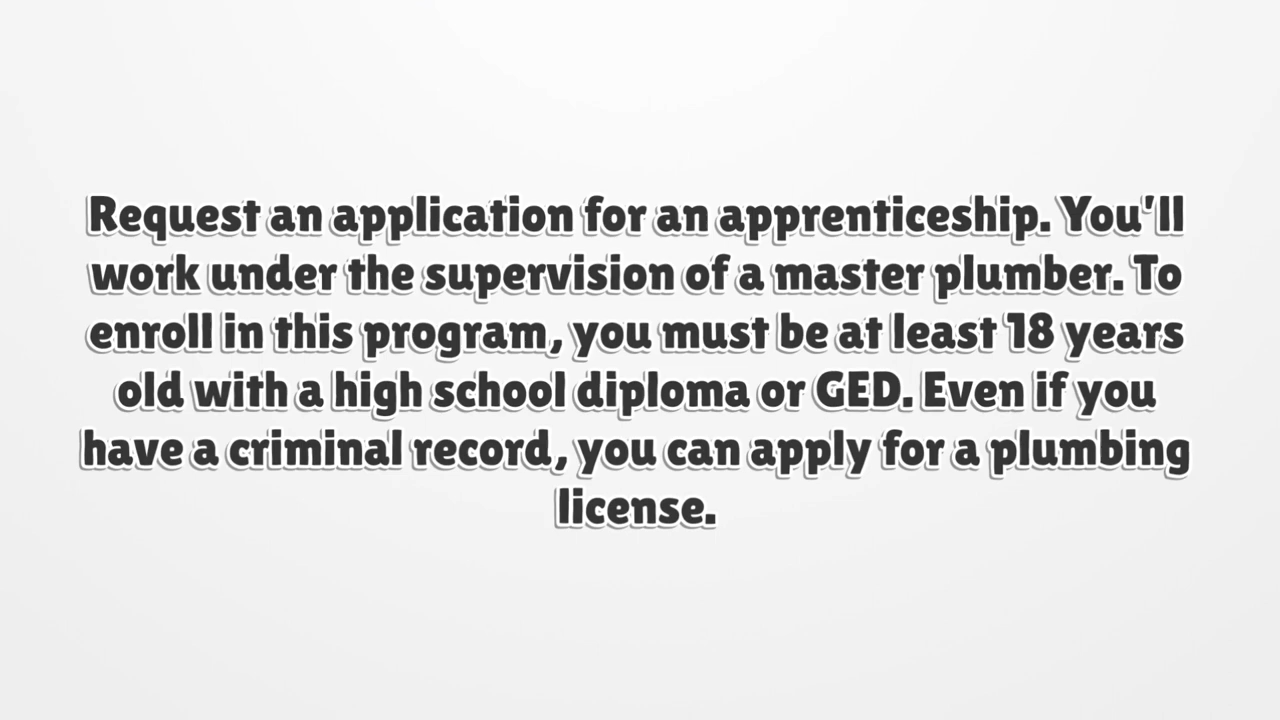 Request an application for an apprenticeship. You'll
work under the supervision of a master plumber. To
enroll in this program, you must be at least 18 years
old with a high school diploma or GED. Even if you
have a criminal record, you can apply for a plumbing
license.